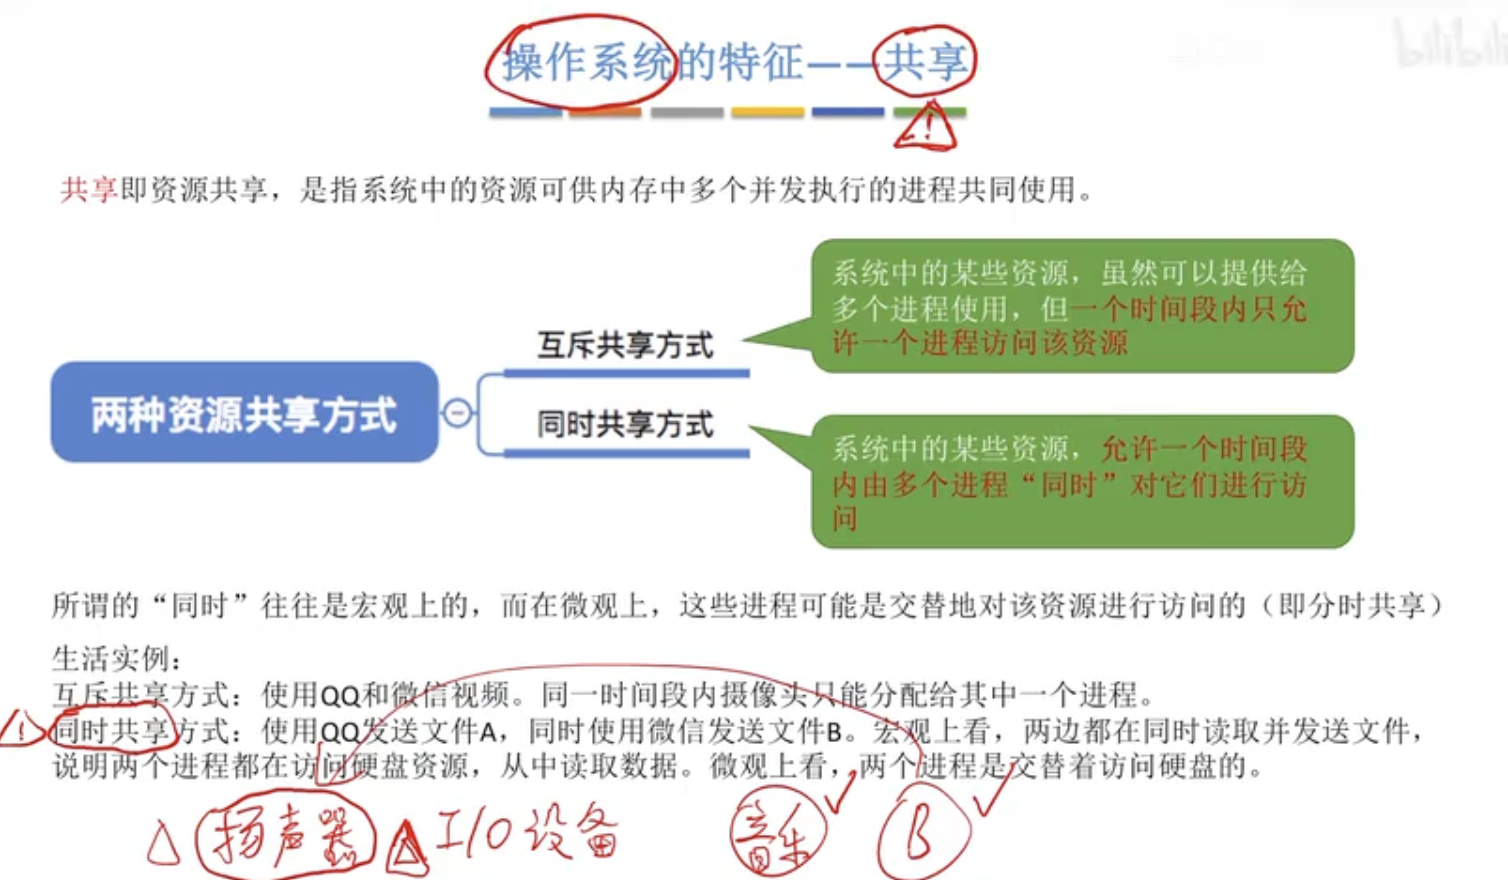 bilibili
操作系统的特征——共享
!
共享即资源共享，是指系统中的资源可供内存中多个并发执行的进程共同使用。
系统中的某些资源，虽然可以提供给
多个进程使用，但一个时间段内只允
许一个进程访问该资源
互斥共享方式
两种资源共享方式
同时共享方式
系统中的某些资源，允许一个时间段
内由多个进程“同时”对它们进行访
问
所谓的“同时”往往是宏观上的，而在微观上，这些进程可能是交替地对该资源进行访问的（即分时共享）
生活实例：
互斥共享方式：使用QQ和微信视频。同一时间段内摄像头只能分配给其中一个进程。
!
同时共享方式：使用QQ发送文件A，同时使用微信发送文件B。宏观上看，两边都在同时读取并发送文件，
说明两个进程都在访问硬盘资源，从中读取数据。微观上看，两个进程是交替着访问硬盘的。
扬声器 I/O设备 音乐 B